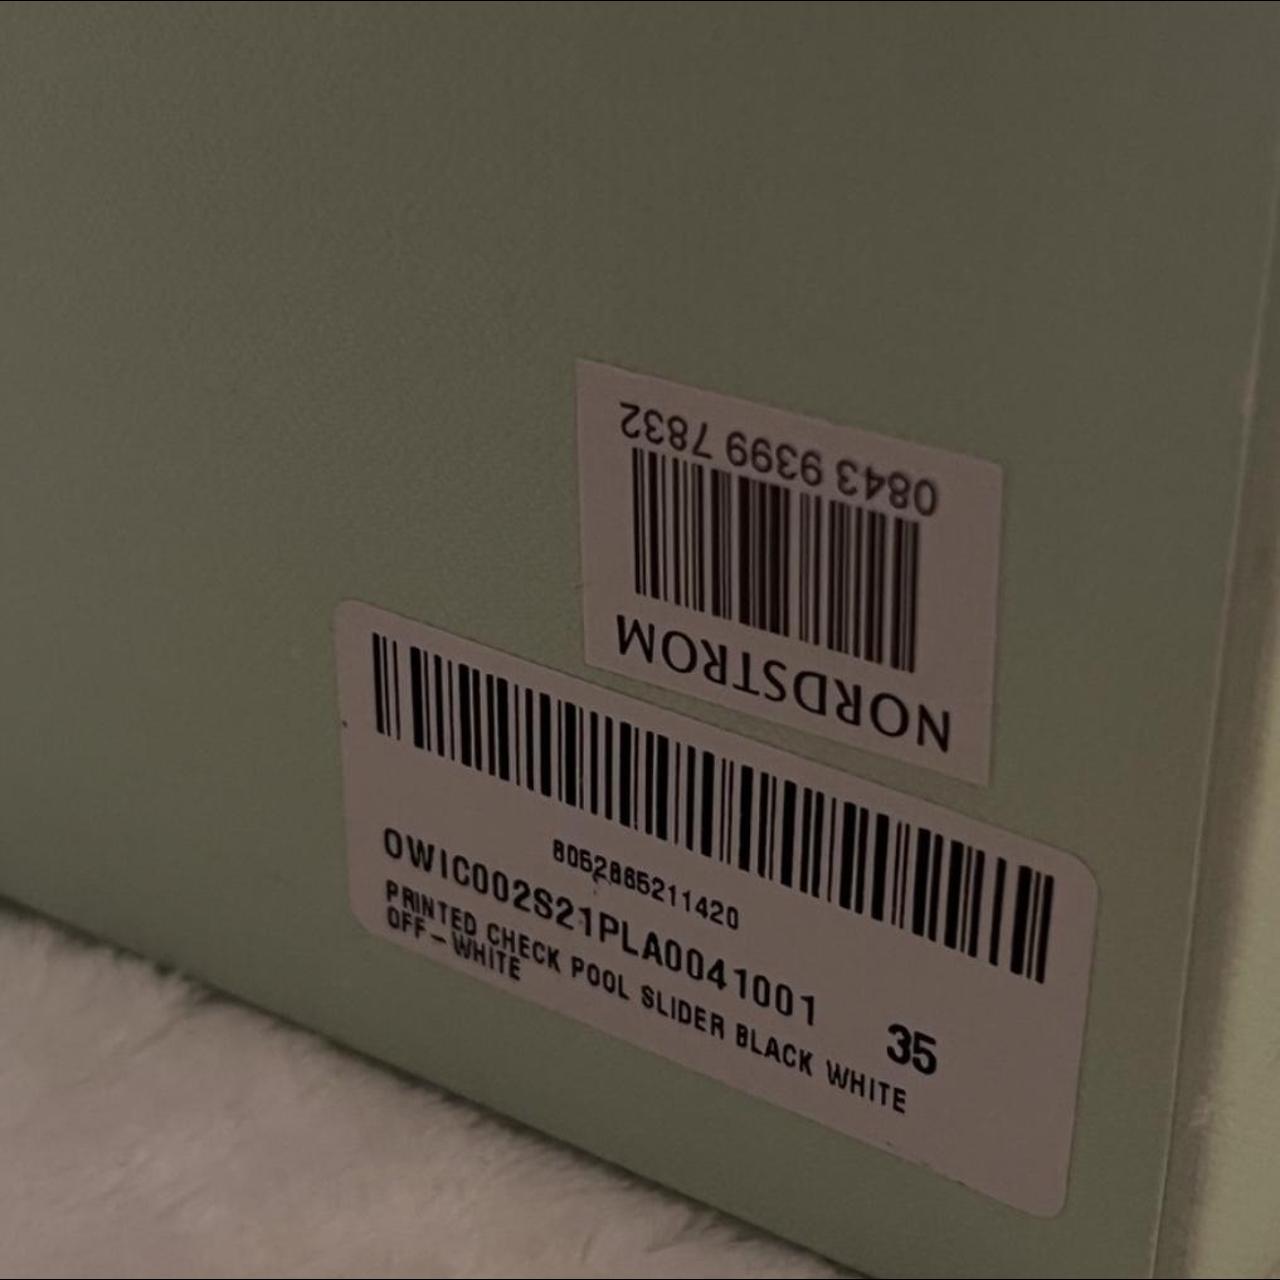 0843 9399 7832
NORDSTROM
8052865211420
OWIC002S21PLA0041001 35
PRINTED CHECK POOL SLIDER BLACK WHITE
OFF-WHITE